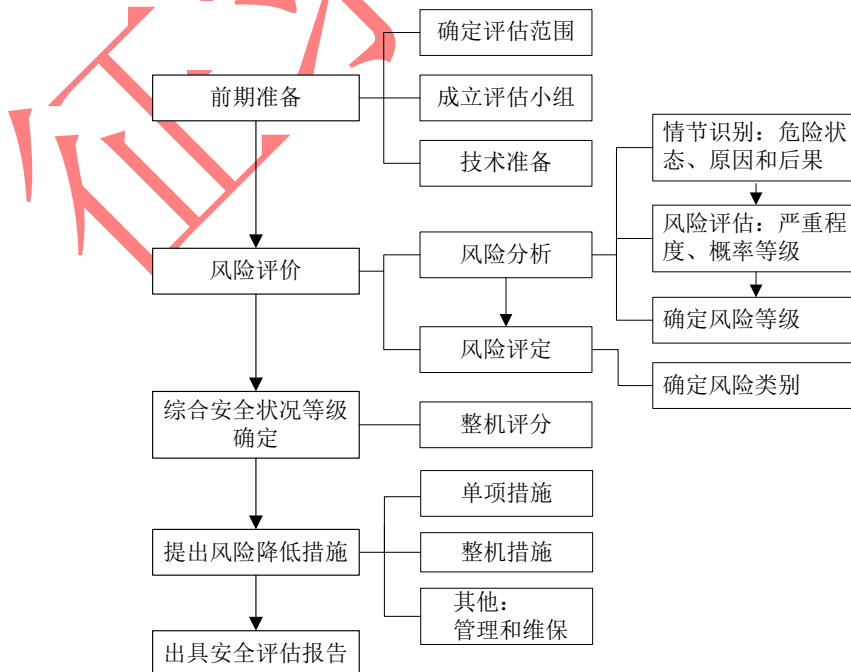 确定评估范围
前期准备
成立评估小组
技术准备
情节识别：危险状
态、原因和后果
风险评估：严重程
度、概率等级
风险评价
风险分析
确定风险等级
风险评定
确定风险类别
综合安全状况等级
确定
整机评分
单项措施
提出风险降低措施
整机措施
其他：
管理和维保
出具安全评估报告